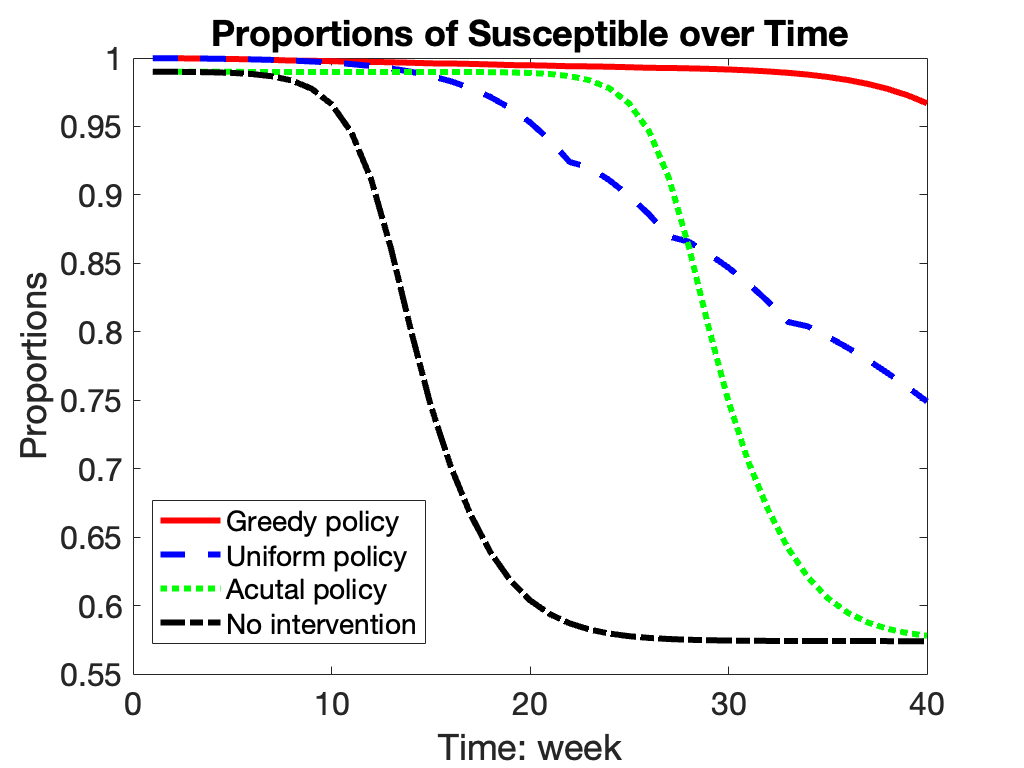 Proportions of Susceptible over Time
1
0.95
0.9
0.85
0.8
0.75
0.7
0.65
0.6
0.55
Proportions
Greedy policy
Uniform policy
Acutal policy
No intervention
0 10 20 30 40
Time: week